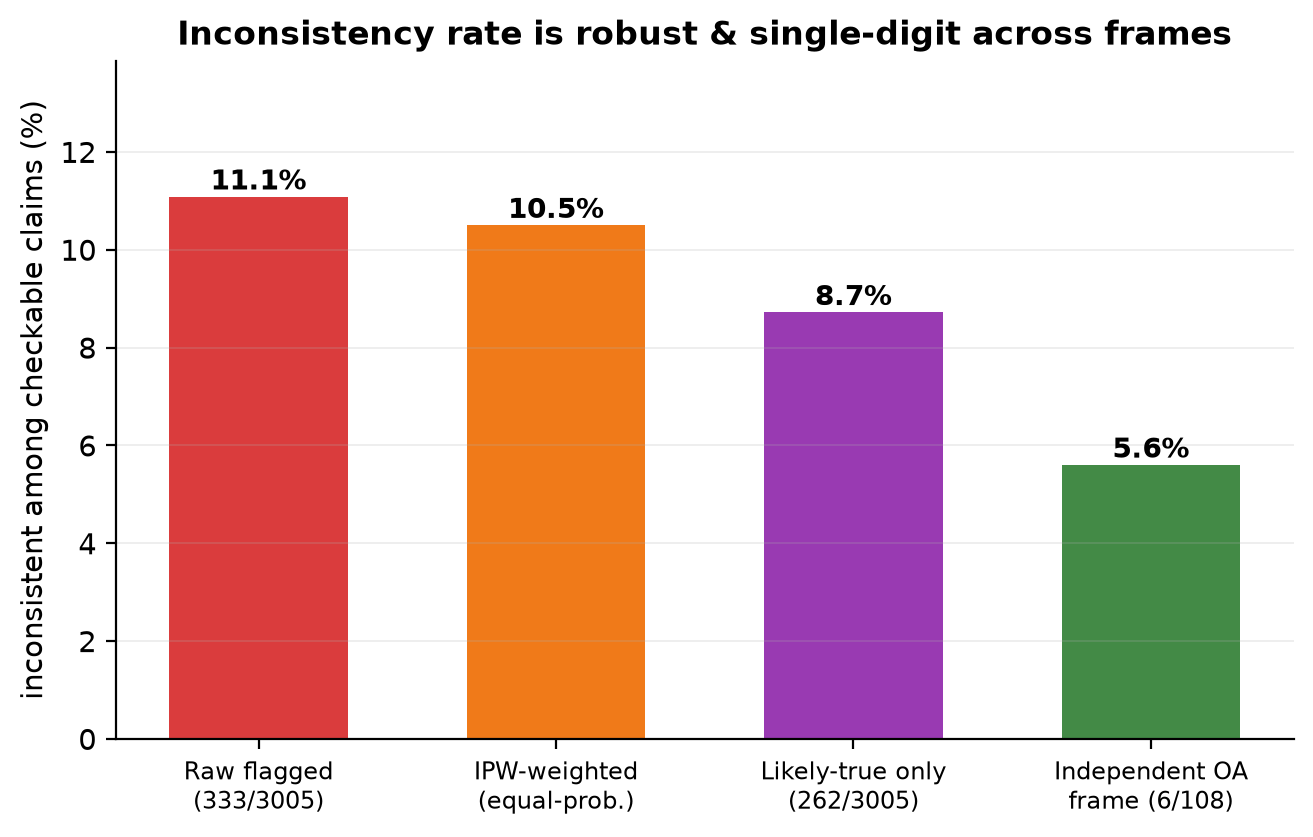 Inconsistency rate is robust & single-digit across frames
inconsistent among checkable claims (%)
12
10
8
6
4
2
0
11.1%
10.5%
8.7%
5.6%
Raw flagged
(333/3005)
IPW-weighted
(equal-prob.)
Likely-true only
(262/3005)
Independent OA
frame (6/108)